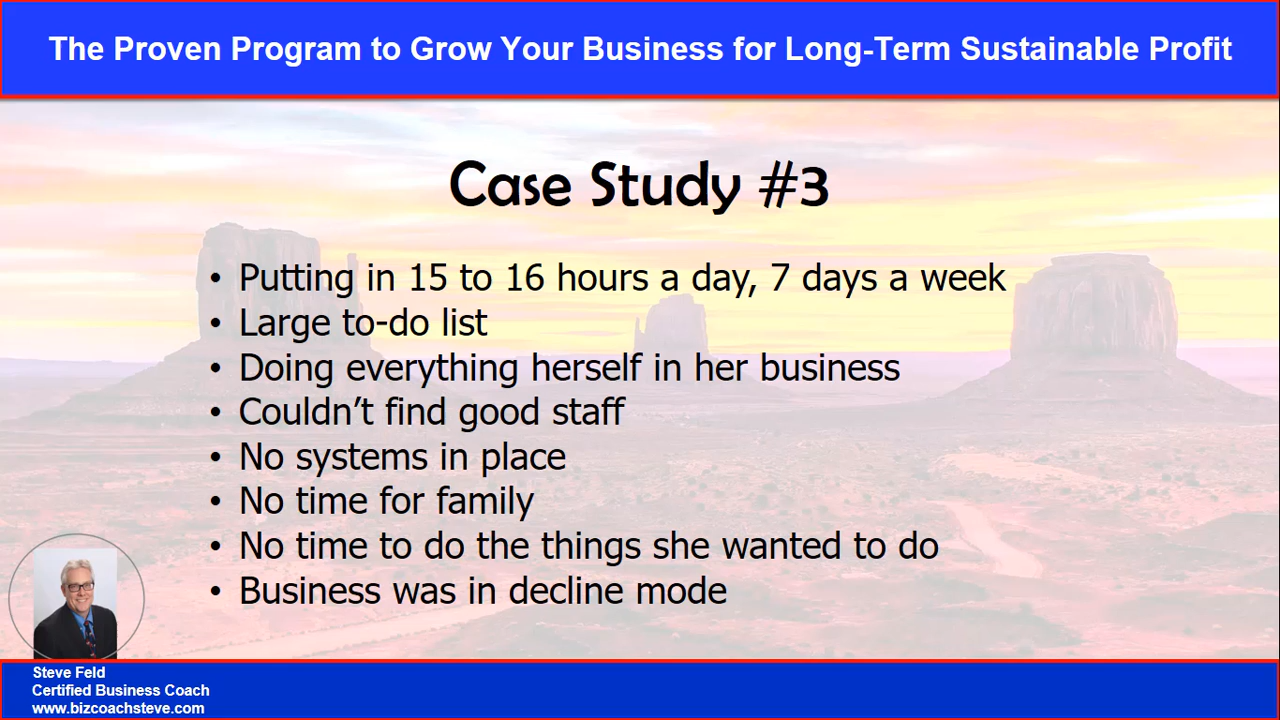 The Proven Program to Grow Your Business for Long-Term Sustainable Profit
Case Study #3
• Putting in 15 to 16 hours a day, 7 days a week
• Large to-do list
• Doing everything herself in her business
• Couldn’t find good staff
• No systems in place
• No time for family
• No time to do the things she wanted to do
• Business was in decline mode
Steve Feld
Certified Business Coach
www.bizcoachsteve.com